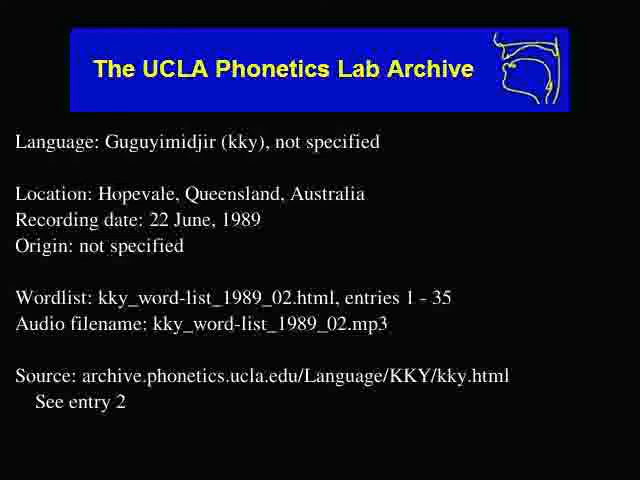 The UCLA Phonetics Lab Archive
Language: Guguyimidjir (kky), not specified
Location: Hopevale, Queensland, Australia
Recording date: 22 June, 1989
Origin: not specified
Wordlist: kky_word-list_1989_02.html, entries 1 - 35
Audio filename: kky_word-list_1989_02.mp3
Source: archive.phonetics.ucla.edu/Language/KKY/kky.html
See entry 2